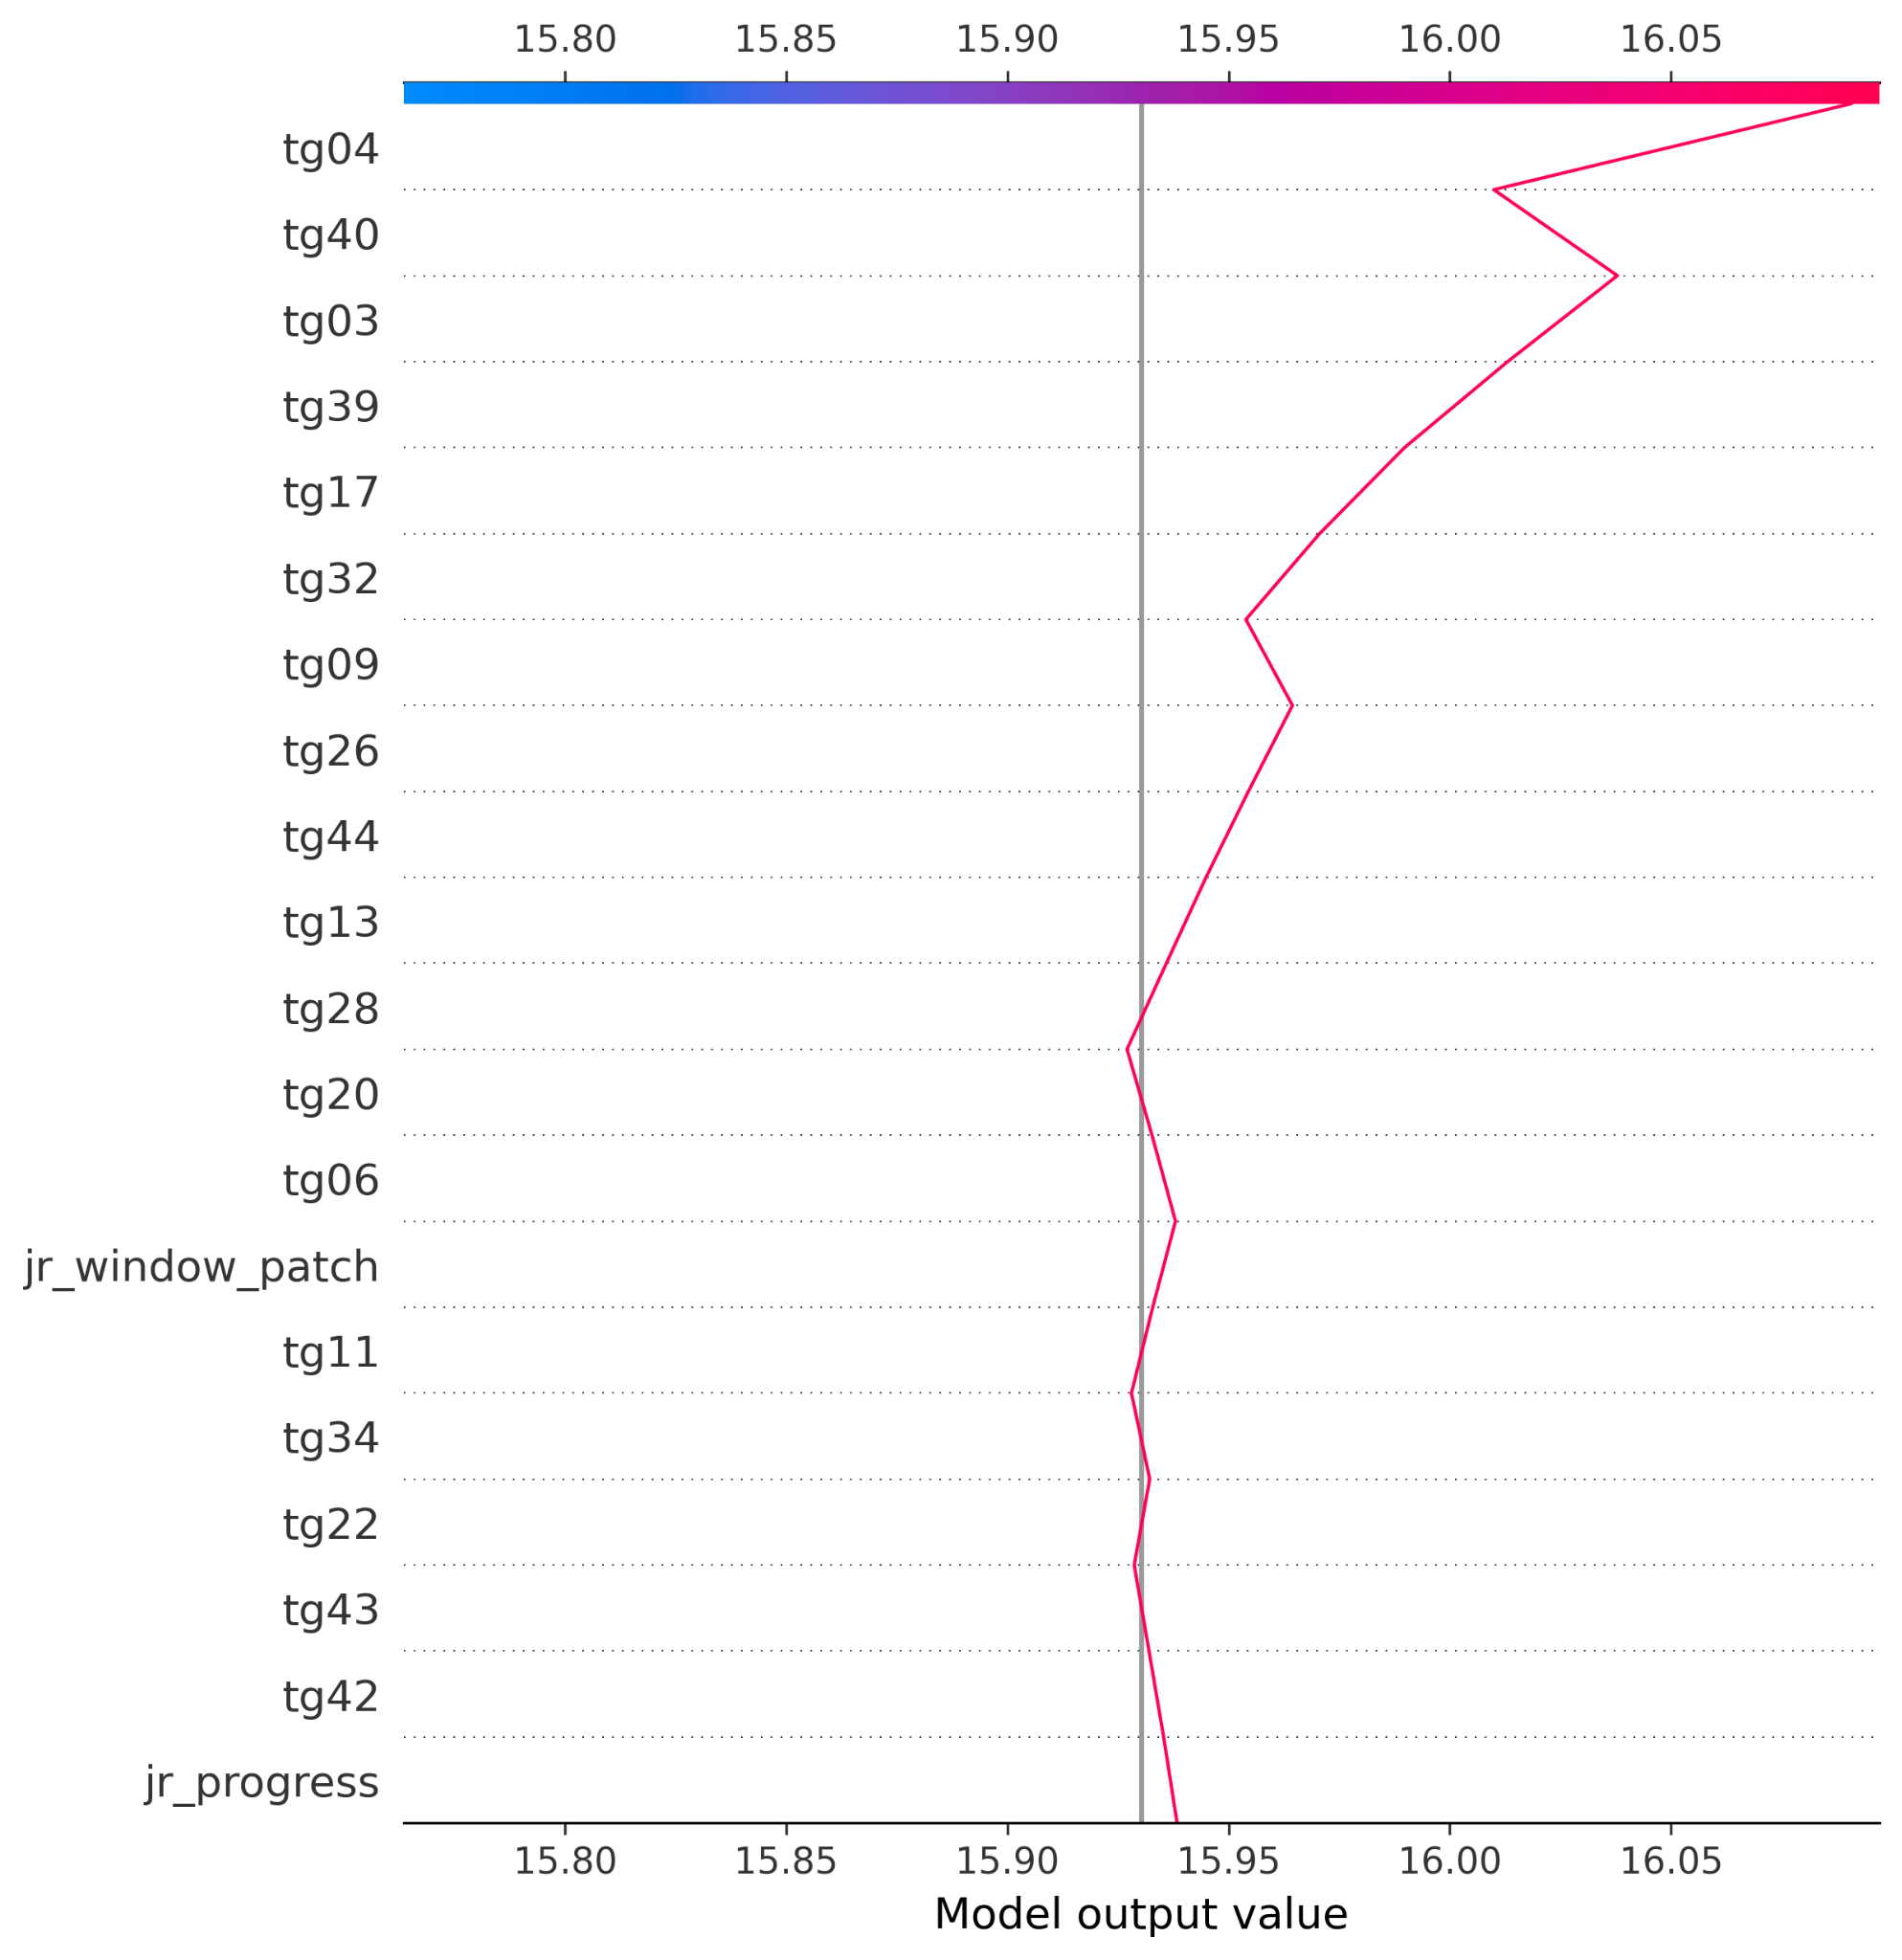 15.80 15.85 15.90 15.95 16.00 16.05
tg04
tg40
tg03
tg39
tg17
tg32
tg09
tg26
tg44
tg13
tg28
tg20
tg06
jr_window_patch
tg11
tg34
tg22
tg43
tg42
jr_progress
15.80 15.85 15.90 15.95 16.00 16.05
Model output value